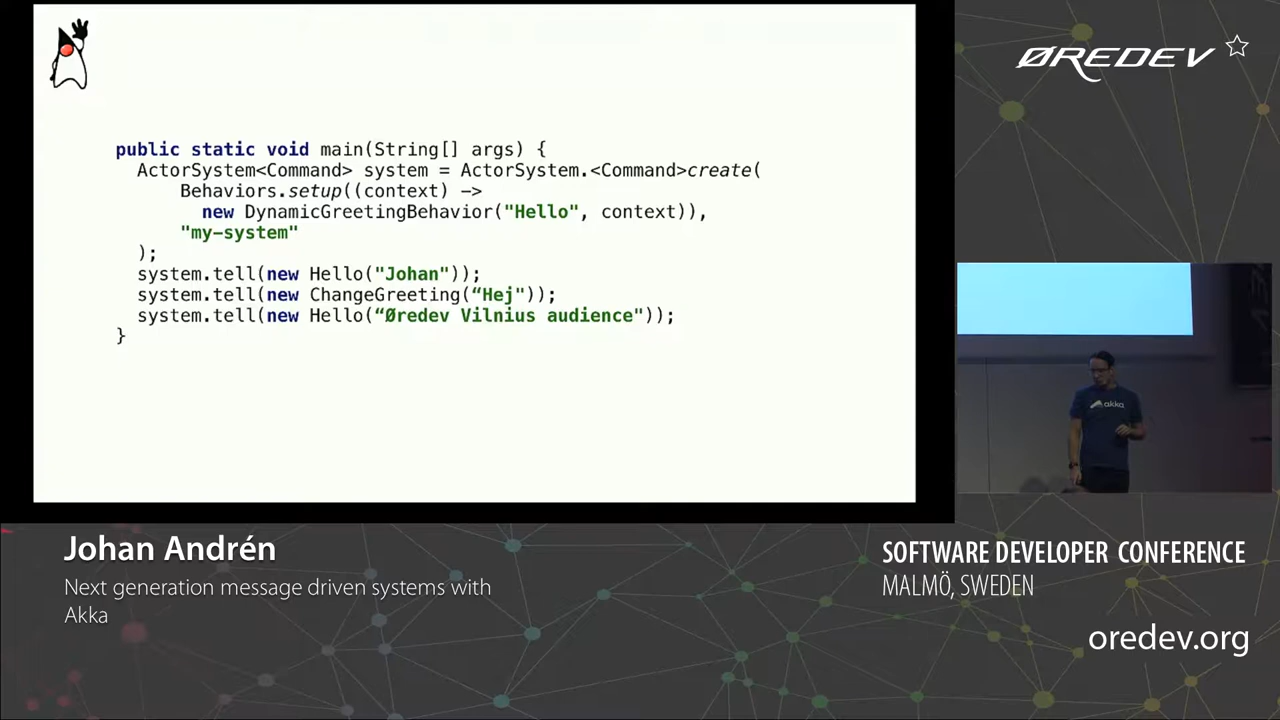 public static void main(String[] args) {
ActorSystem<Command> system = ActorSystem.<Command>create(
Behaviors.setup((context) ->
new DynamicGreetingBehavior("Hello", context)),
"my-system"
);
system.tell(new Hello("Johan"));
system.tell(new ChangeGreeting(“Hej"));
system.tell(new Hello(“Øredev Vilnius audience"));
}
ØREDEV
akka
Johan Andrén
Next generation message driven systems with
Akka
SOFTWARE DEVELOPER CONFERENCE
MALMÖ, SWEDEN
oredev.org